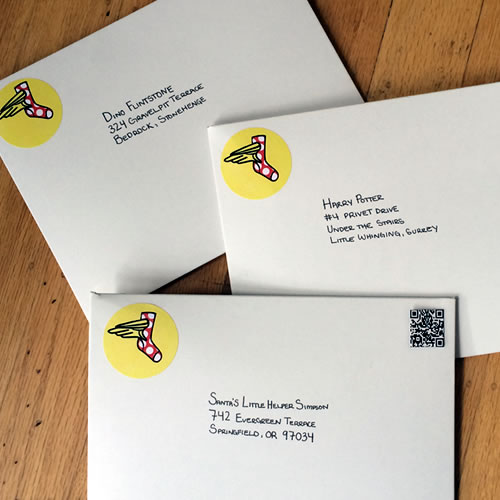 Dino Flintstone
324 Gravelpit Terrace
Bedrock, Stonehenge
Harry Potter
#4 Privet Drive
Under the Stairs
Little Whinging, Surrey
Santa's Little Helper Simpson
742 Evergreen Terrace
Springfield, OR 97034